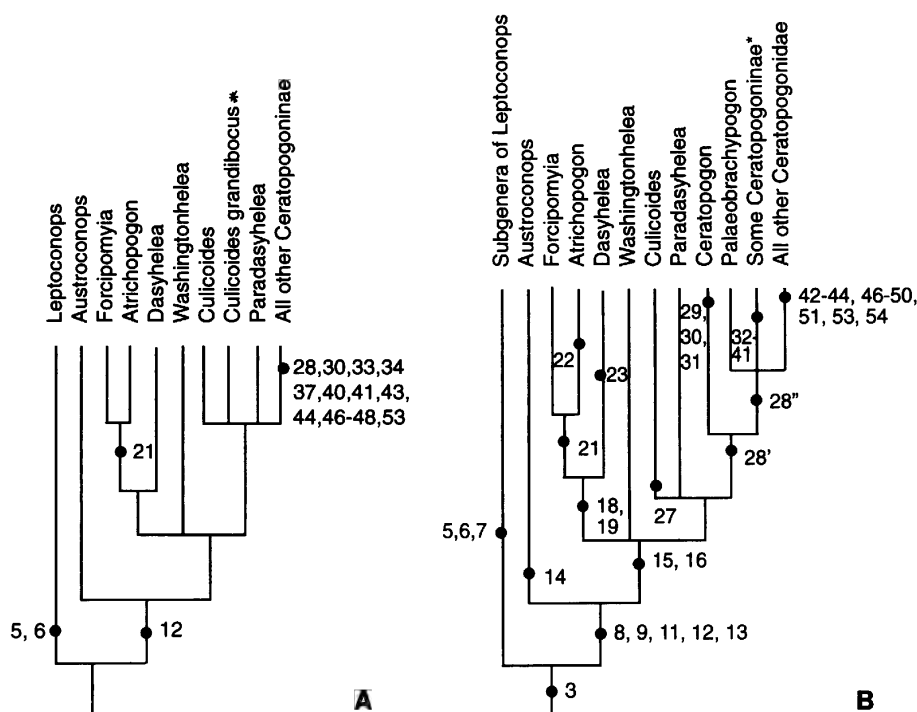 Leptoconops
Austroconops
Forcipomyia
Atrichopogon
Dasyhelea
Washingtonhelea
Culicoides
Culicoides grandibocus*
Paradasyhelea
All other Ceratopogoninae
28,30,33,34
37,40,41,43,
44,46-48,53
21
5, 6
12
A
Subgenera of Leptoconops
Austroconops
Forcipomyia
Atrichopogon
Dasyhelea
Washingtonhelea
Culicoides
Paradasyhelea
Ceratopogon
Palaeobrachypogon
Some Ceratopogoninae*
All other Ceratopogonidae
42-44, 46-50,
51, 53, 54
29,
30,
31
32-
41
22
23
28"
21
28'
18,
19
27
5,6,7
15, 16
14
8, 9, 11, 12, 13
3
B